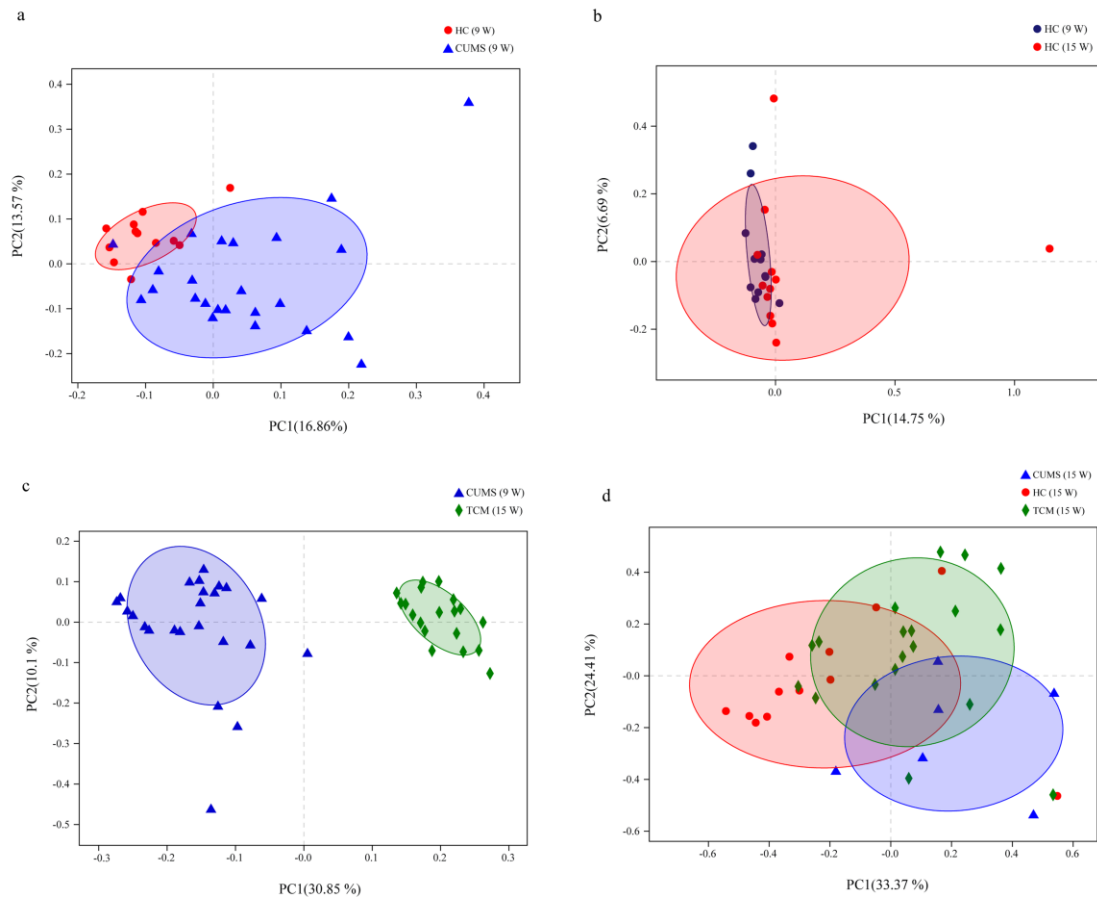 a
HC (9 W)
CUMS (9 W)
0.4
0.3
0.2
0.1
0.0
-0.1
-0.2
PC2(13.57 %)
-0.2
-0.1
0.0
0.1
0.2
0.3
0.4
PC1(16.86%)
b
HC (9 W)
HC (15 W)
0.4
0.2
0.0
-0.2
PC2(6.69 %)
0.0
0.5
1.0
PC1(14.75 %)
c
CUMS (9 W)
TCM (15 W)
0.2
0.1
0.0
-0.1
-0.2
-0.3
-0.4
-0.5
PC2(10.1 %)
-0.3
-0.2
-0.1
-0.0
0.1
0.2
0.3
PC1(30.85 %)
d
CUMS (15 W)
HC (15 W)
TCM (15 W)
0.4
0.2
-0.0
-0.2
-0.4
-0.6
PC2(24.41 %)
-0.6
-0.4
-0.2
-0.0
0.2
0.4
0.6
PC1(33.37 %)